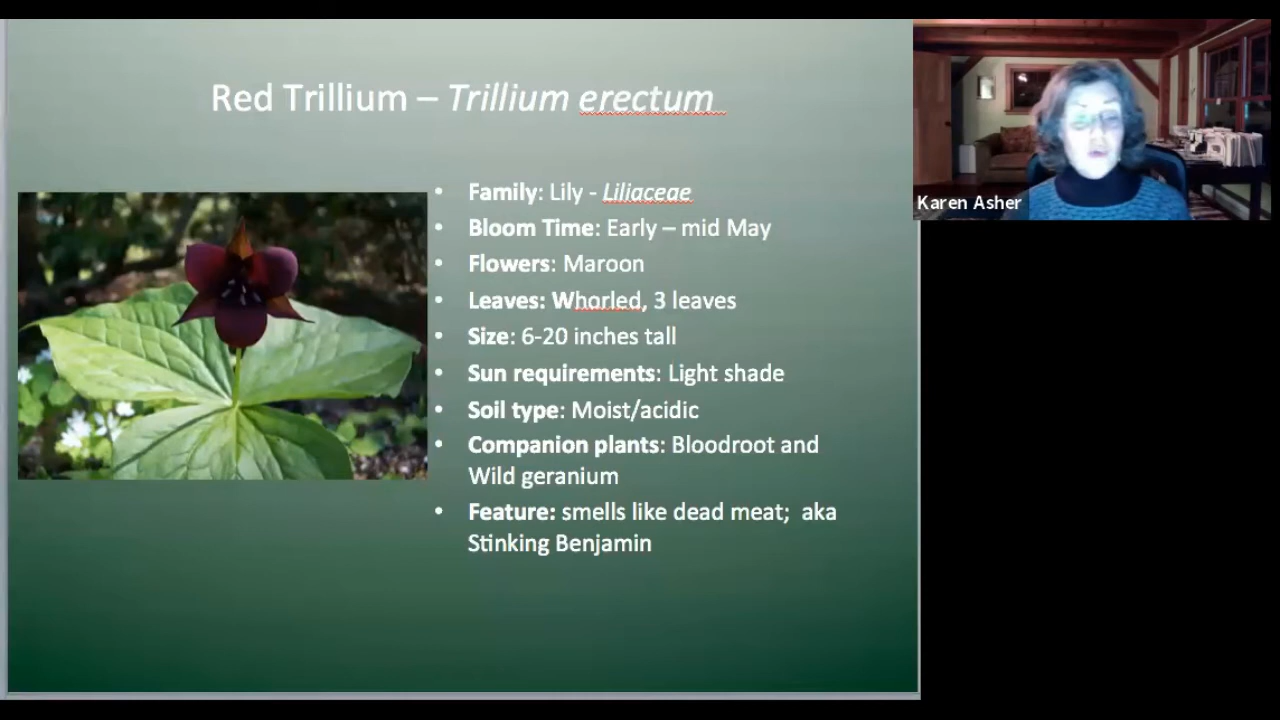 Red Trillium – Trillium erectum
• Family: Lily - Liliaceae
• Bloom Time: Early – mid May
• Flowers: Maroon
• Leaves: Whorled, 3 leaves
• Size: 6-20 inches tall
• Sun requirements: Light shade
• Soil type: Moist/acidic
• Companion plants: Bloodroot and
Wild geranium
• Feature: smells like dead meat;  aka
Stinking Benjamin
Karen Asher